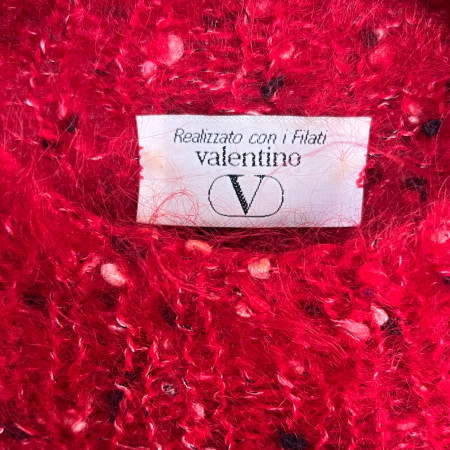 Realizzato con i Filati
valentino
V